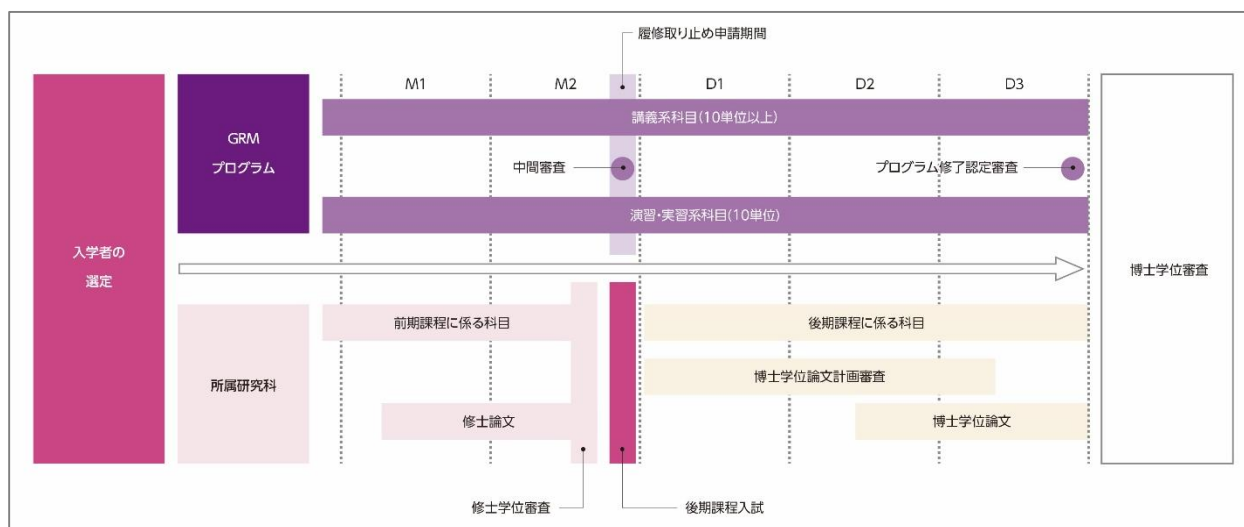 履修取り止め申請期間
M1 M2 D1 D2 D3
GRM
プログラム
講義系科目(10単位以上)
中間審査
プログラム修了認定審査
演習・実習系科目(10単位)
入学者の
選定
博士学位審査
所属研究科
前期課程に係る科目
後期課程に係る科目
博士学位論文計画審査
修士論文
博士学位論文
修士学位審査
後期課程入試